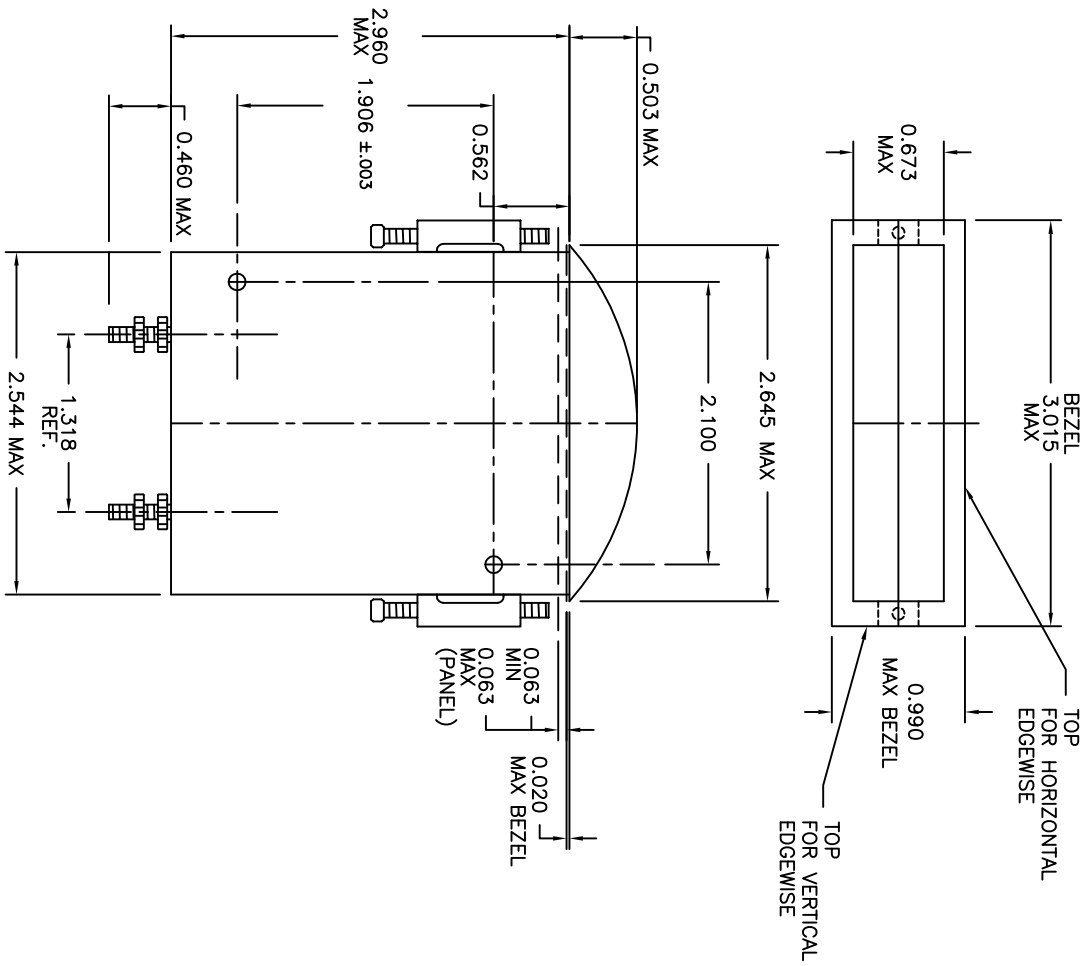 BEZEL
3.015
MAX
TOP
FOR HORIZONTAL
EDGEWISE
0.673
MAX
0.990
MAX BEZEL
TOP
FOR VERTICAL
EDGEWISE
0.503 MAX
2.645 MAX
2.100
2.960
MAX
1.906 ±.003
0.562
0.460 MAX
0.063
MIN
0.063
MAX
(PANEL)
0.020
MAX BEZEL
1.318
REF.
2.544 MAX